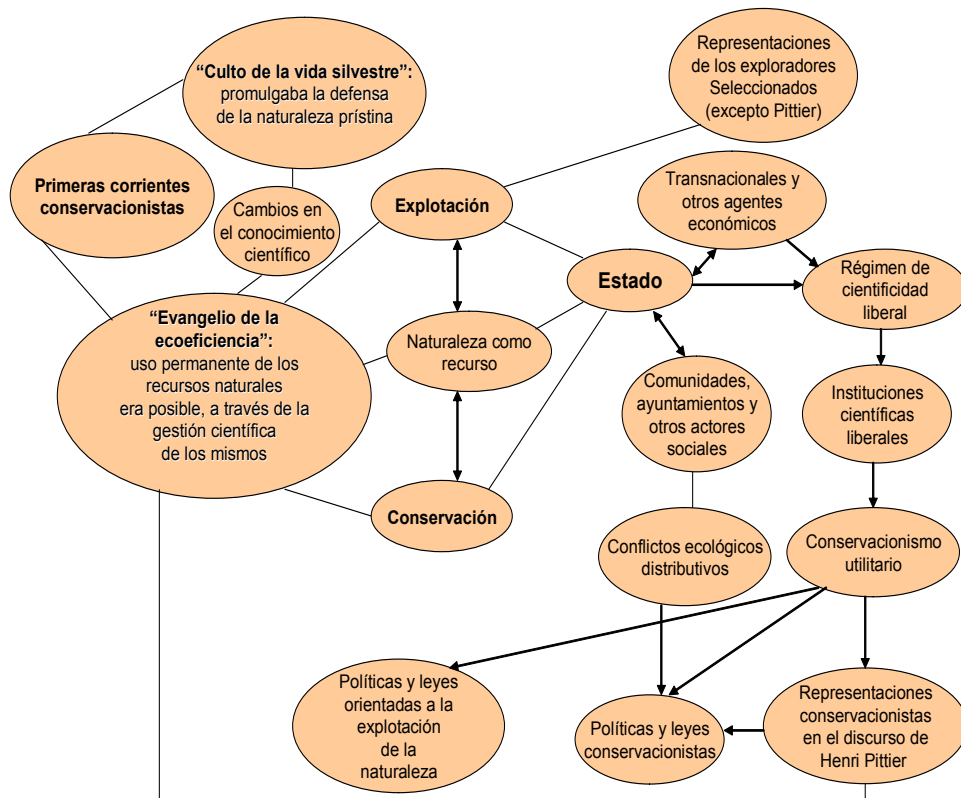 “Culto de la vida silvestre”:
promulgaba la defensa
de la naturaleza prístina
Representaciones
de los exploradores
Seleccionados
(excepto Pittier)
Primeras corrientes
conservacionistas
Cambios en
el conocimiento
científico
Explotación
Transnacionales y
otros agentes
económicos
Estado
Régimen de
cientificidad
liberal
“Evangelio de la
ecoeficiencia”:
uso permanente de los
recursos naturales
era posible, a través de la
gestión científica
de los mismos
Naturaleza como
recurso
Comunidades,
ayuntamientos y
otros actores
sociales
Instituciones
científicas
liberales
Conservación
Conflictos ecológicos
distributivos
Conservacionismo
utilitario
Políticas y leyes
orientadas a la
explotación
de la
naturaleza
Políticas y leyes
conservacionistas
Representaciones
conservacionistas
en el discurso de
Henri Pittier